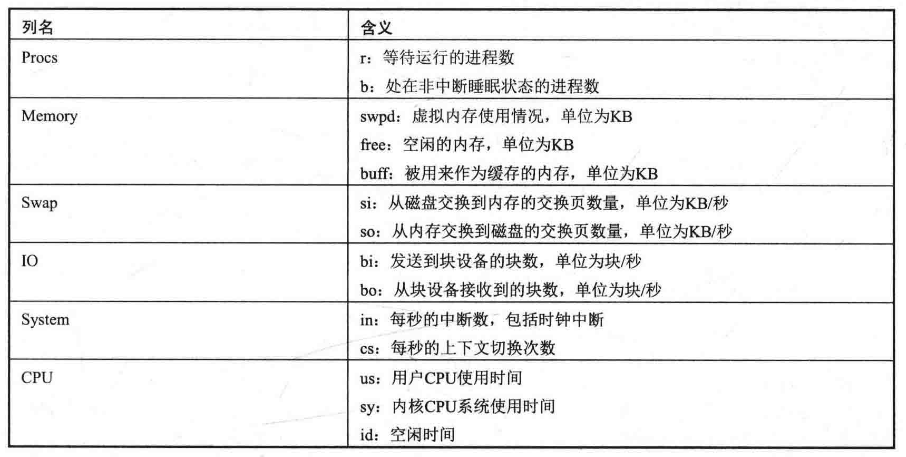 列名 含义
Procs r：等待运行的进程数
b：处在非中断睡眠状态的进程数
Memory swpd：虚拟内存使用情况，单位为KB
free：空闲的内存，单位为KB
buff：被用来作为缓存的内存，单位为KB
Swap si：从磁盘交换到内存的交换页数量，单位为KB/秒
so：从内存交换到磁盘的交换页数量，单位为KB/秒
IO bi：发送到块设备的块数，单位为块/秒
bo：从块设备接收到的块数，单位为块/秒
System in：每秒的中断数，包括时钟中断
cs：每秒的上下文切换次数
CPU us：用户CPU使用时间
sy：内核CPU系统使用时间
id：空闲时间